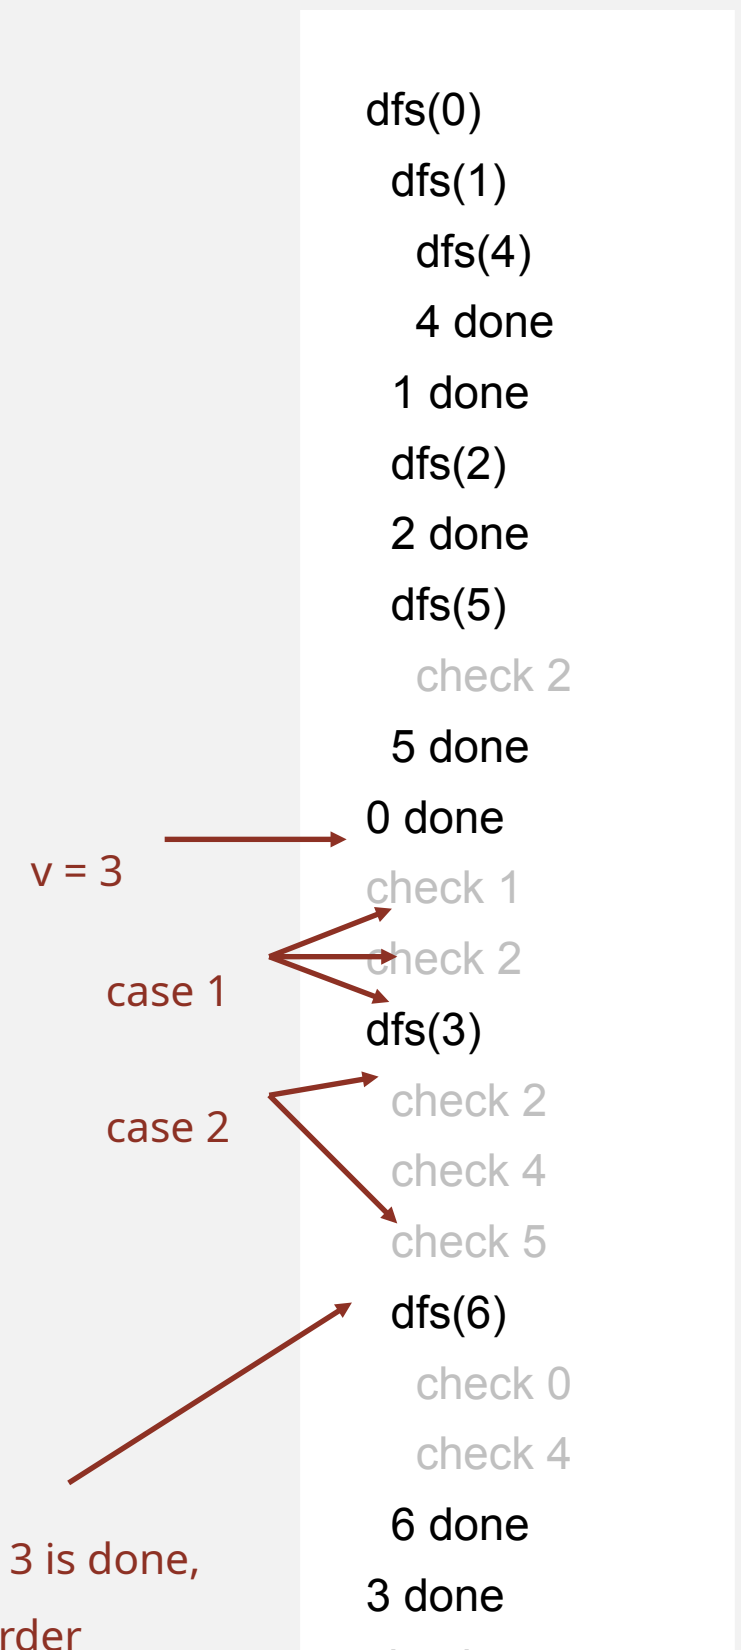 dfs(0)
dfs(1)
dfs(4)
4 done
1 done
dfs(2)
2 done
dfs(5)
check 2
5 done
0 done
v = 3
check 1
check 2
case 1
dfs(3)
check 2
case 2
check 4
check 5
dfs(6)
check 0
check 4
6 done
3 is done,
3 done
rder